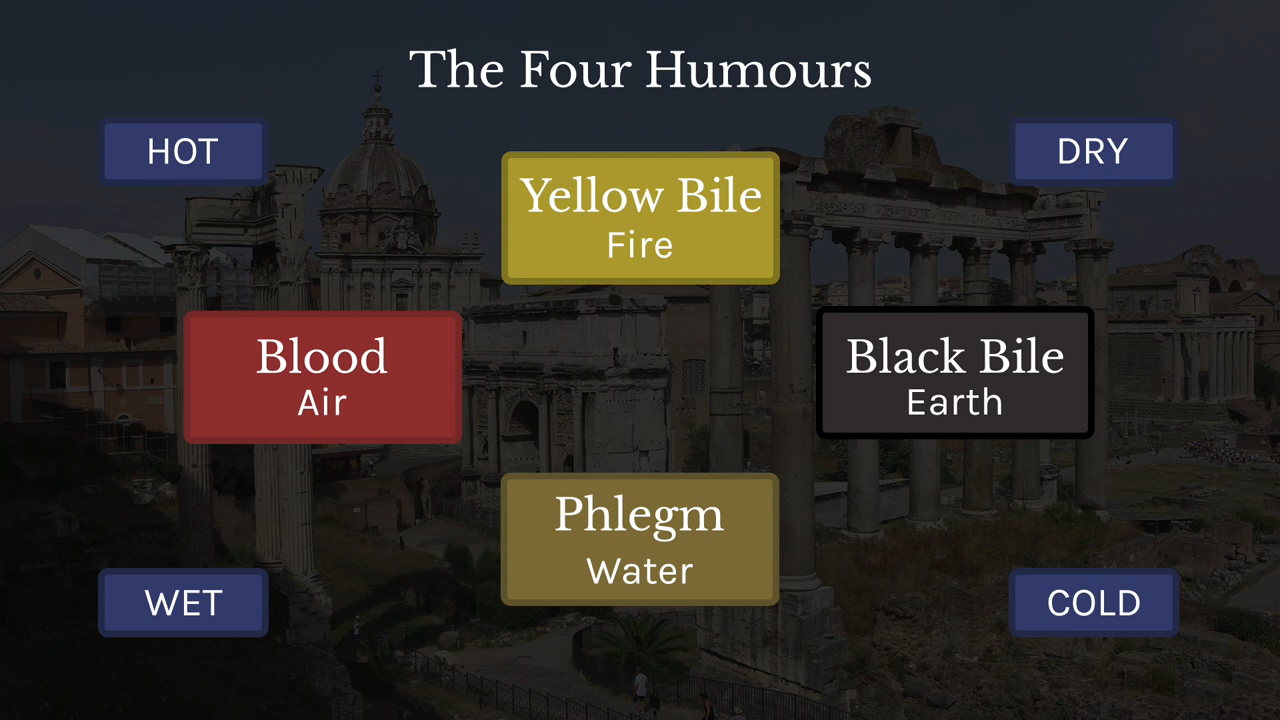 The Four Humours
HOT
DRY
Yellow Bile
Fire
Blood
Air
Black Bile
Earth
Phlegm
Water
WET
COLD